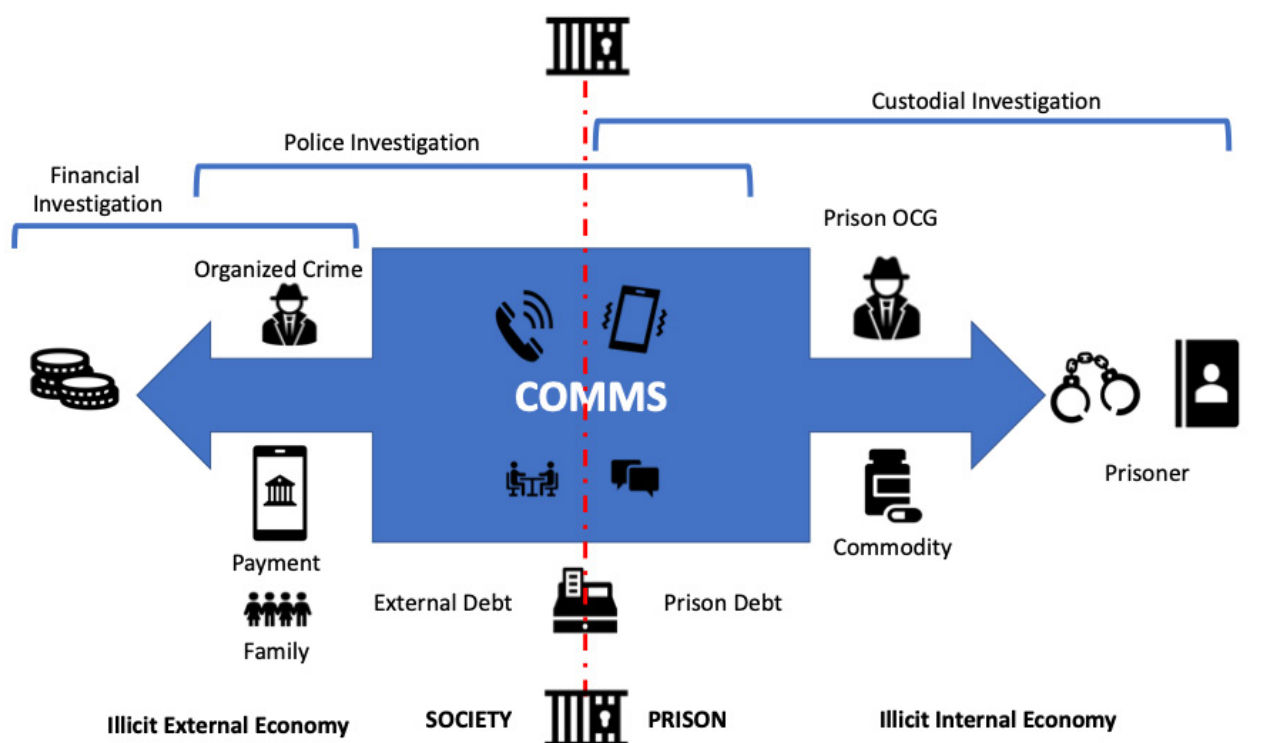 Custodial Investigation
Police Investigation
Financial
Investigation
Prison OCG
Organized Crime
COMMS
Prisoner
Commodity
Payment
External Debt
Prison Debt
Family
Illicit External Economy
SOCIETY
PRISON
Illicit Internal Economy